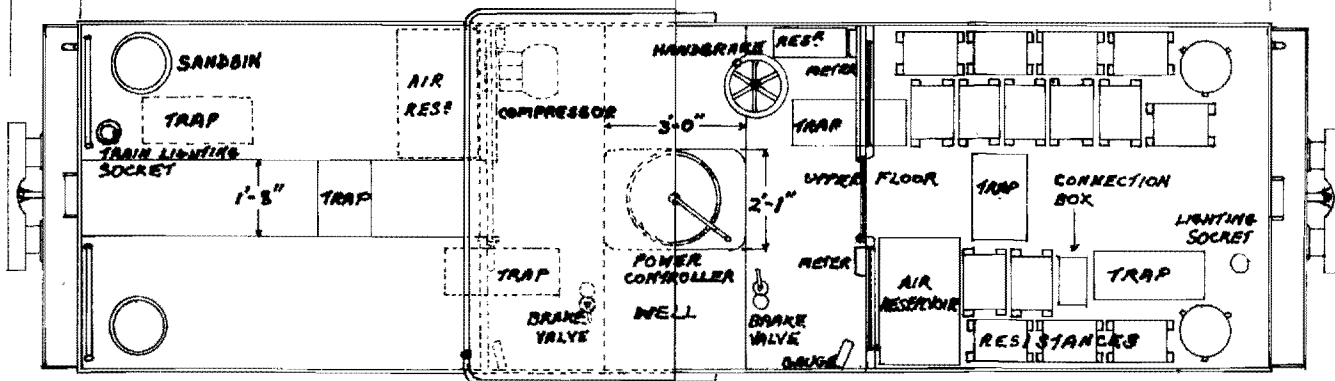 SANDBIN
TRAP
TRAIN LIGHTING
SOCKET
1'-8"
TRAP
AIR
RESR
COMPRESSOR
TRAP
BRAKE
VALVE
3'-0"
2'-1"
POWER
CONTROLLER
WELL
HANDBRAKE
RESR
METER
TRAP
UPPER FLOOR
METER
BRAKE
VALVE
GAUGE
AIR
RESERVOIR
TRAP
CONNECTION
BOX
LIGHTING
SOCKET
TRAP
RESISTANCES